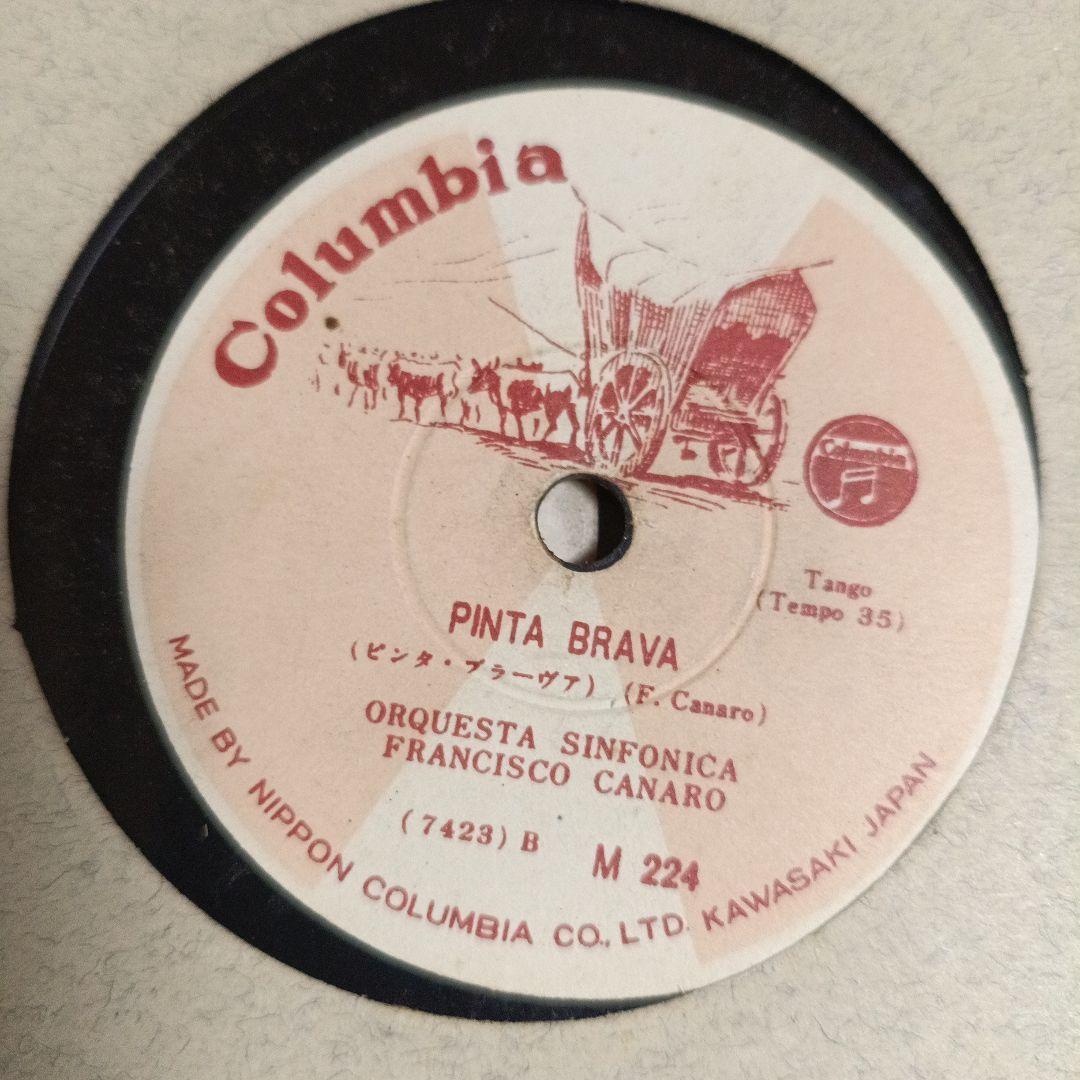 Columbia
Columbia
Tango
(Tempo 35)
PINTA BRAVA
(ピンタ・ブラーヴァ) (F. Canaro)
ORQUESTA SINFONICA
FRANCISCO CANARO
(7423) B M 224
MADE BY NIPPON COLUMBIA CO., LTD. KAWASAKI JAPAN